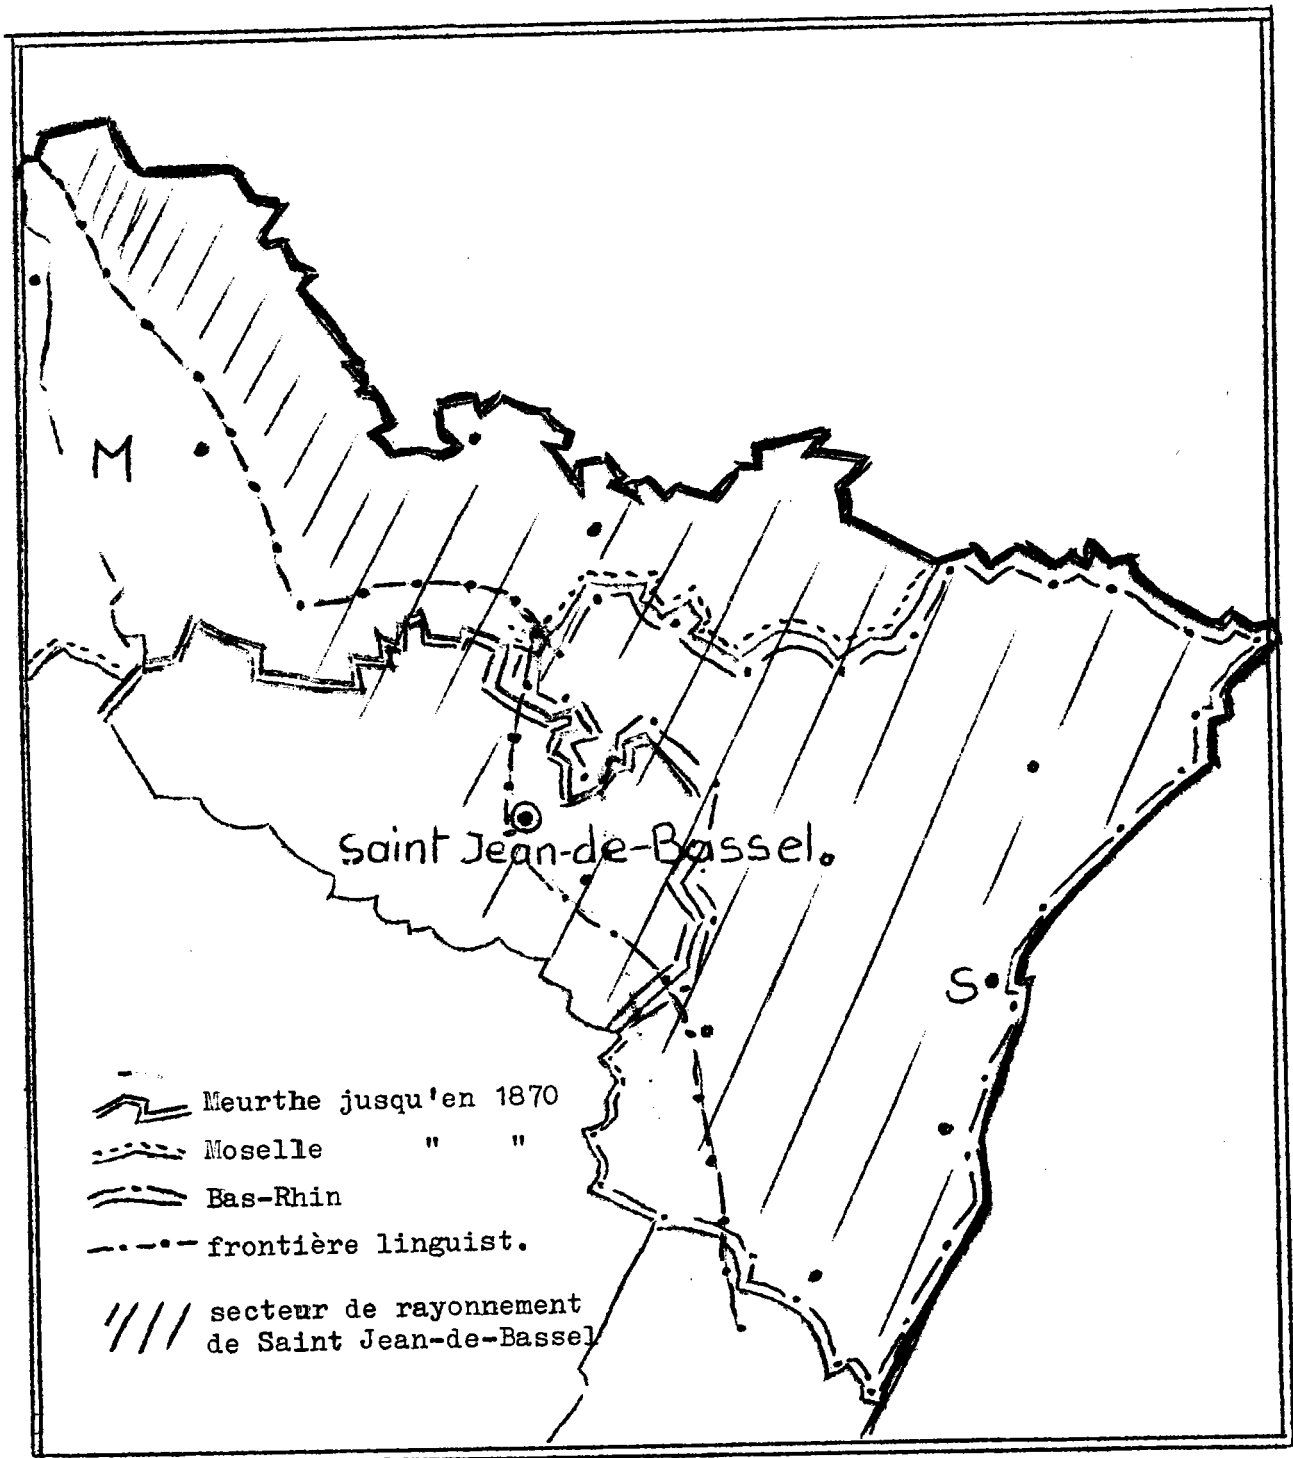 M
Saint Jean-de-Bassel.
S
Meurthe jusqu'en 1870
Moselle " "
Bas-Rhin
frontière linguist.
secteur de rayonnement
de Saint Jean-de-Bassel